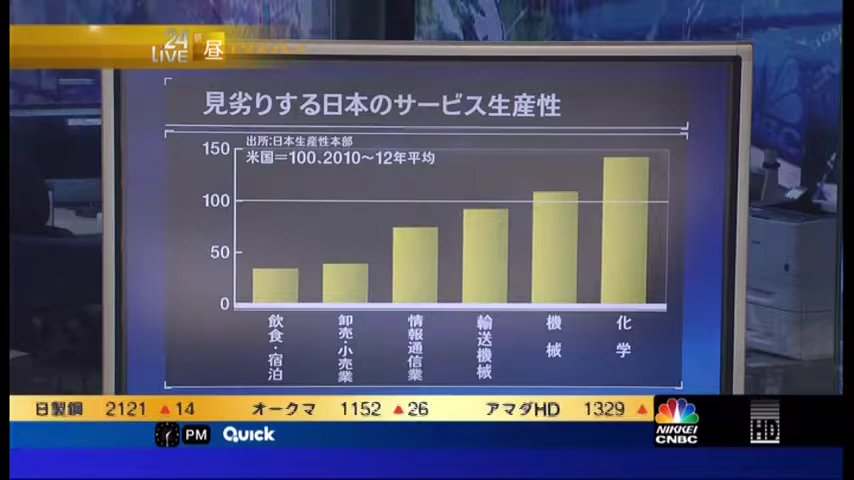 24
LIVE 昼
見劣りする日本のサービス生産性
出所:日本生産性本部
米国=100、2010〜12年平均
150
100
50
0
飲食・宿泊
卸売・小売業
情報通信業
輸送機械
機械
化学
日製鋼 2121 ▲14 オークマ 1152 ▲26 アマダHD 1329 ▲
PM Quick
NIKKEI
CNBC
HD